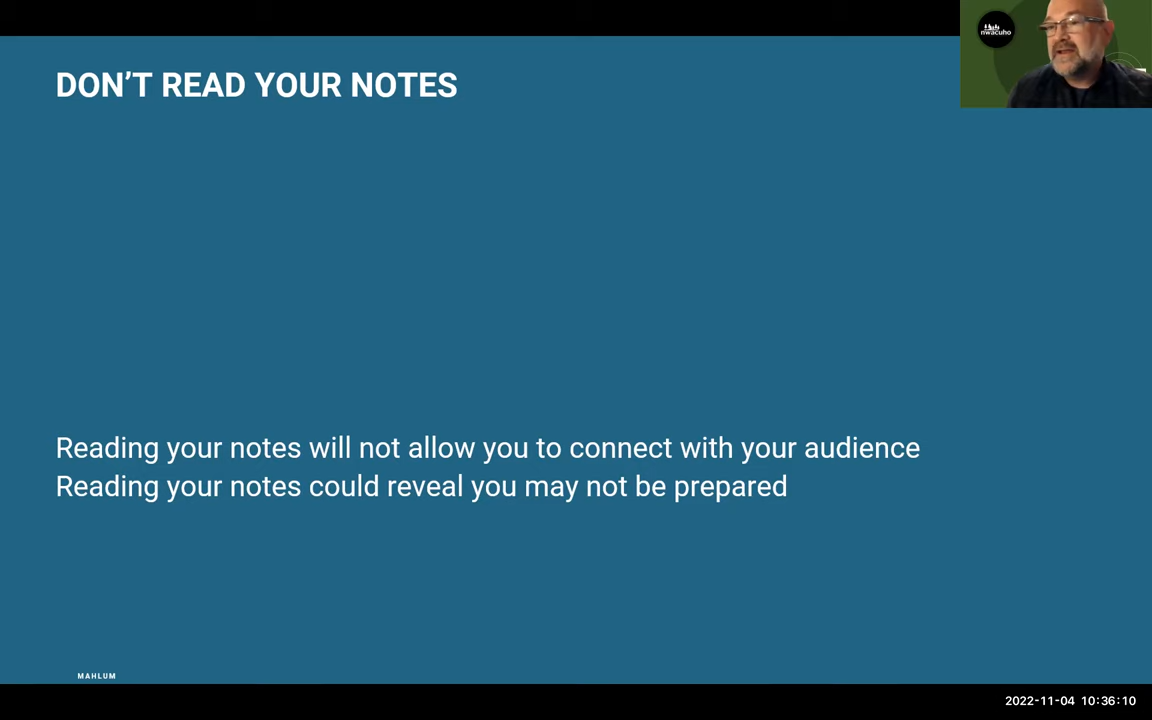 nwacuho
DON'T READ YOUR NOTES
Reading your notes will not allow you to connect with your audience
Reading your notes could reveal you may not be prepared
MAHLUM
2022-11-04 10:36:10